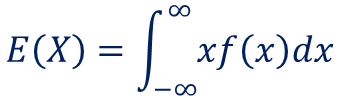 E(X) = ∫_{-∞}^{∞} xf(x)dx